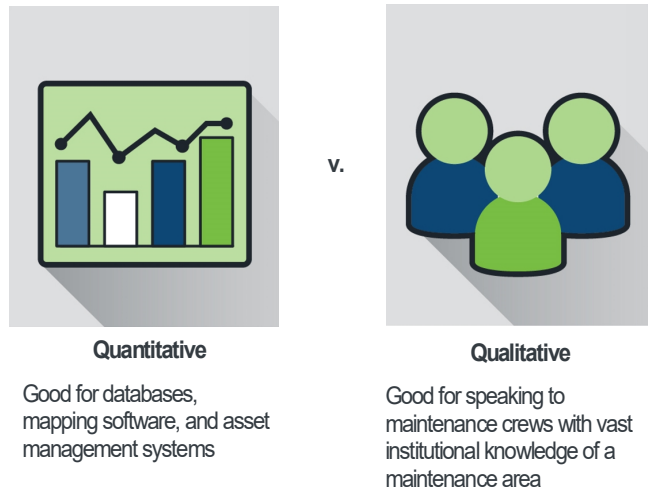 v.
Quantitative
Good for databases,
mapping software, and asset
management systems
Qualitative
Good for speaking to
maintenance crews with vast
institutional knowledge of a
maintenance area